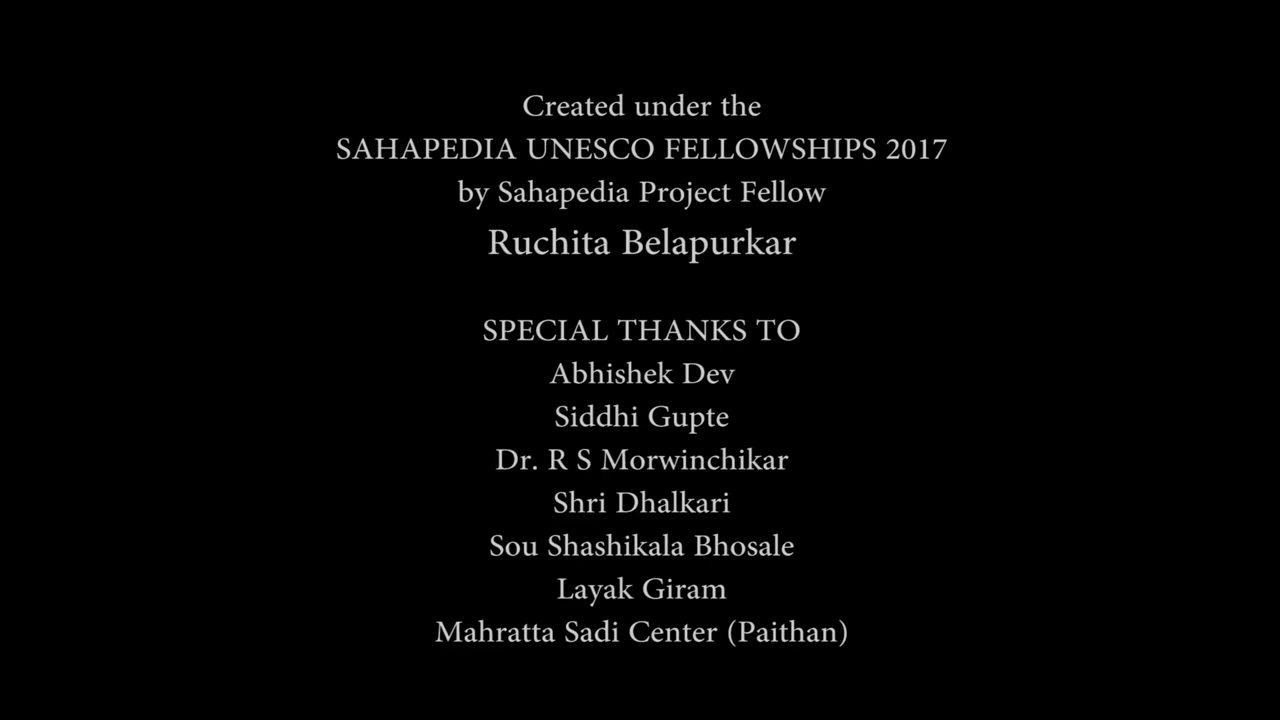 Created under the
SAHAPEDIA UNESCO FELLOWSHIPS 2017
by Sahapedia Project Fellow
Ruchita Belapurkar
SPECIAL THANKS TO
Abhishek Dev
Siddhi Gupte
Dr. R S Morwinchikar
Shri Dhalkari
Sou Shashikala Bhosale
Layak Giram
Mahratta Sadi Center (Paithan)